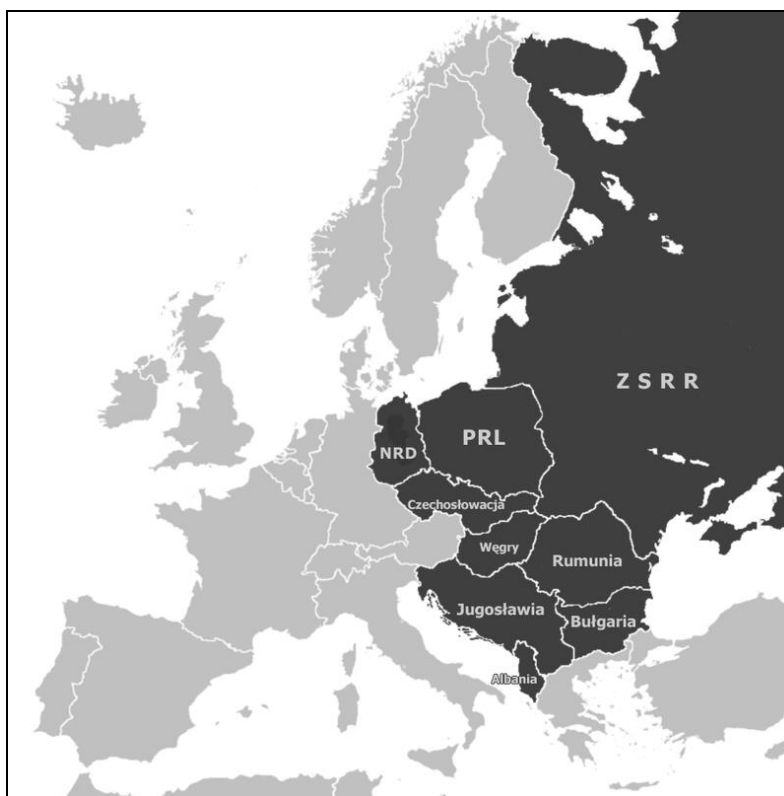 Z S R R
PRL
NRD
Czechosłowacja
Węgry
Rumunia
Jugosławia
Bułgaria
Albania